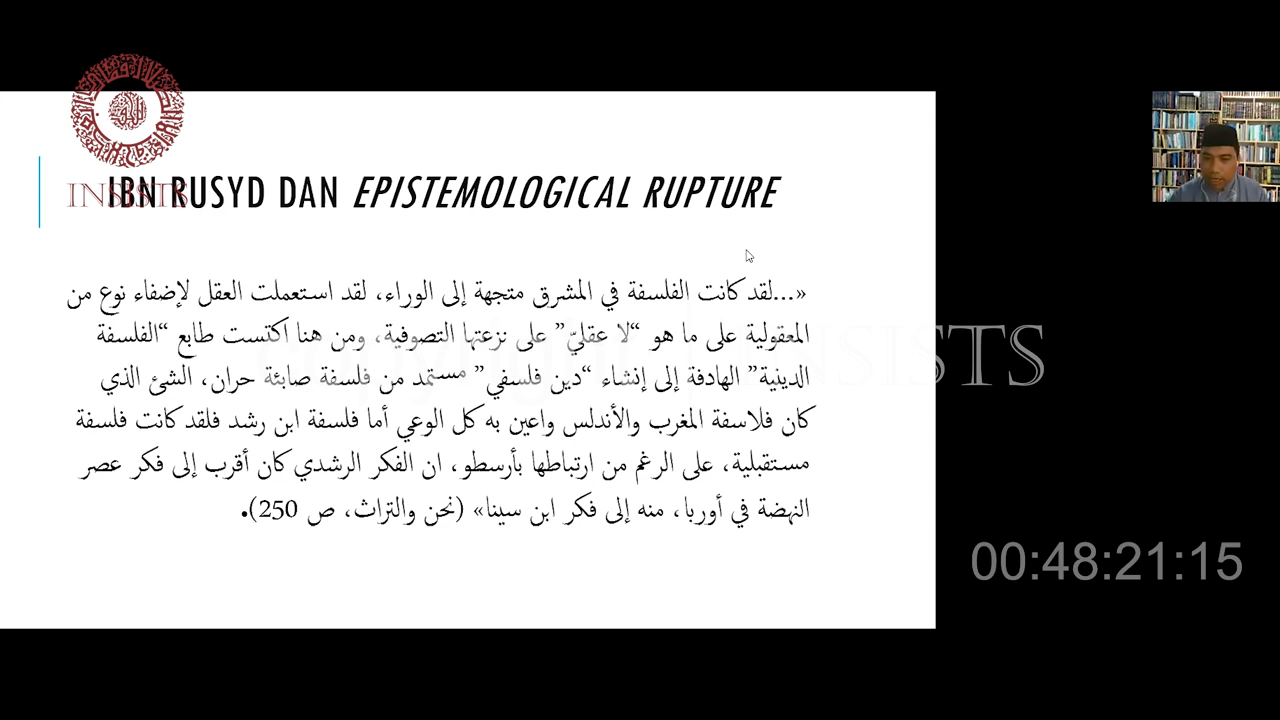 INSISTS
IBN RUSYD DAN EPISTEMOLOGICAL RUPTURE
«...لقد كانت الفلسفة في المشرق متجهة إلى الوراء، لقد استعملت العقل لإضفاء نوع من
المعقولية على ما هو “لا عقليّ” على نزعتها التصوفية، ومن هنا اكتست طابع “الفلسفة
الدينية” الهادفة إلى إنشاء “دين فلسفي” مستمد من فلسفة صابئة حران، الشئ الذي
كان فلاسفة المغرب والأندلس واعين به كل الوعي أما فلسفة ابن رشد فلقد كانت فلسفة
مستقبلية، على الرغم من ارتباطها بأرسطو، ان الفكر الرشدي كان أقرب إلى فكر عصر
النهضة في أوربا، منه إلى فكر ابن سينا» (نحن والتراث، ص 250).
copyright INSISTS
00:48:21:15